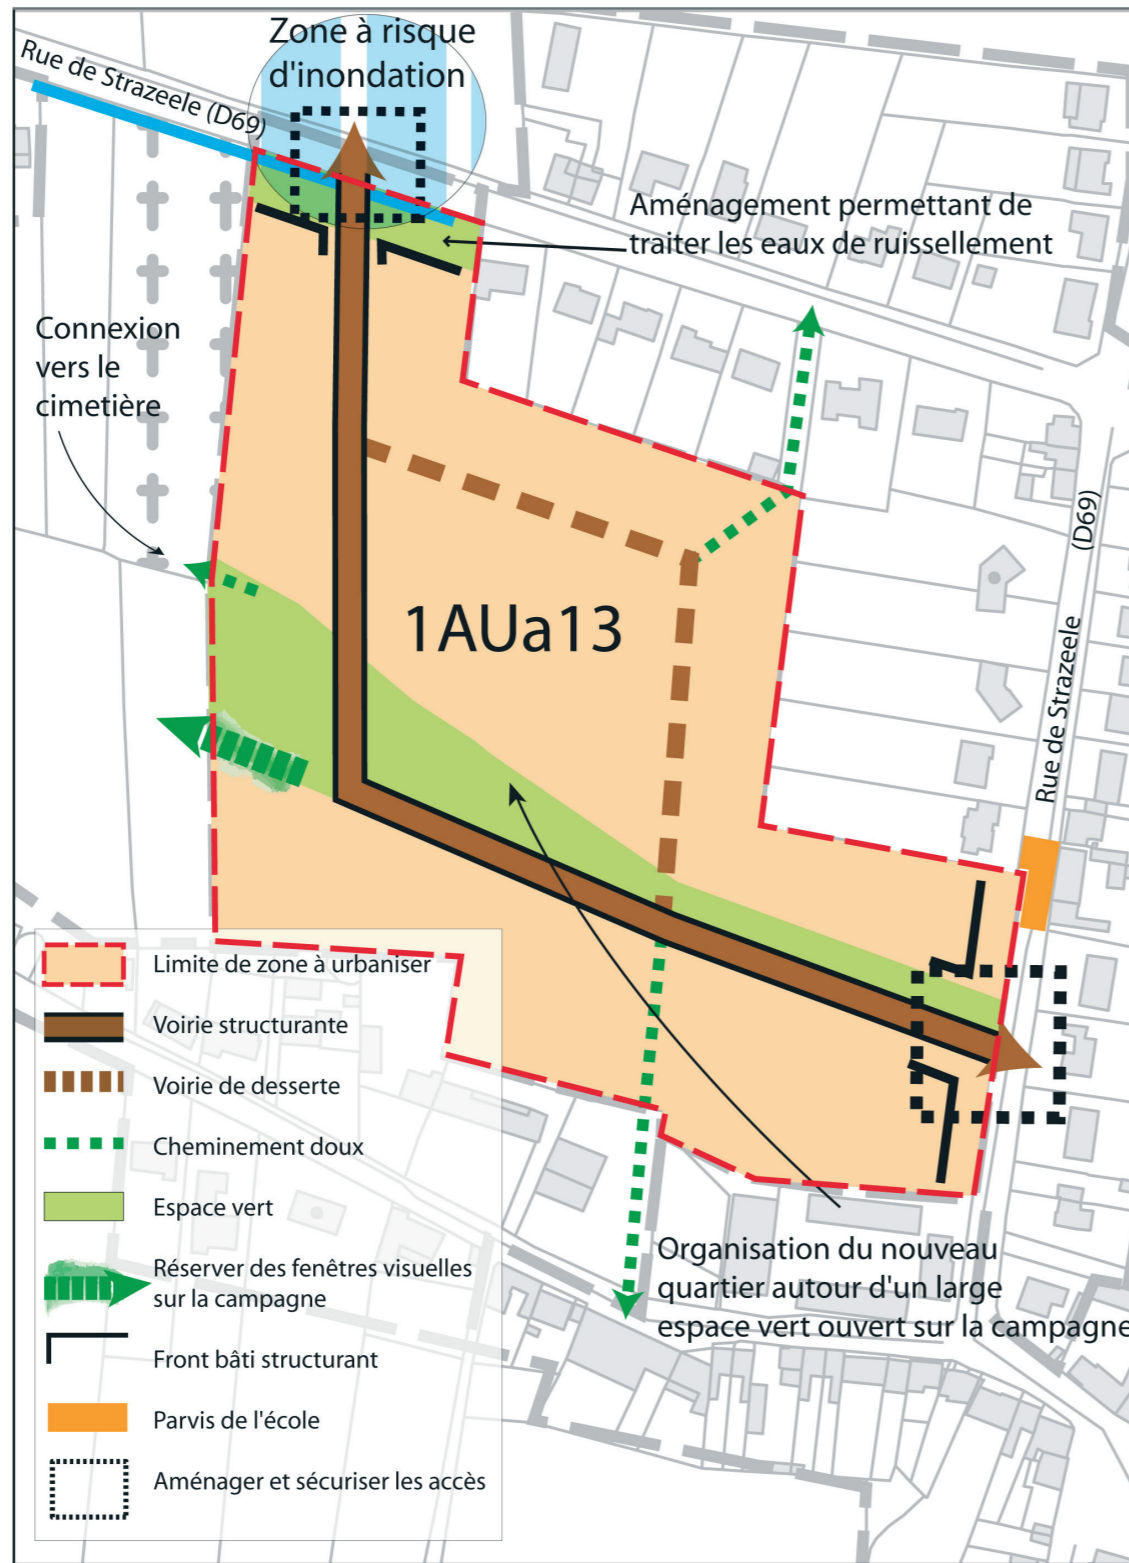 Zone à risque
d'inondation
Rue de Strazeele (D69)
Aménagement permettant de
traiter les eaux de ruissellement
Connexion
vers le
cimetière
Rue de Strazeele (D69)
1AUa13
Limite de zone à urbaniser
Voirie structurante
Voirie de desserte
Cheminement doux
Espace vert
Réserver des fenêtres visuelles
sur la campagne
Front bâti structurant
Parvis de l'école
Aménager et sécuriser les accès
Organisation du nouveau
quartier autour d'un large
espace vert ouvert sur la campagne